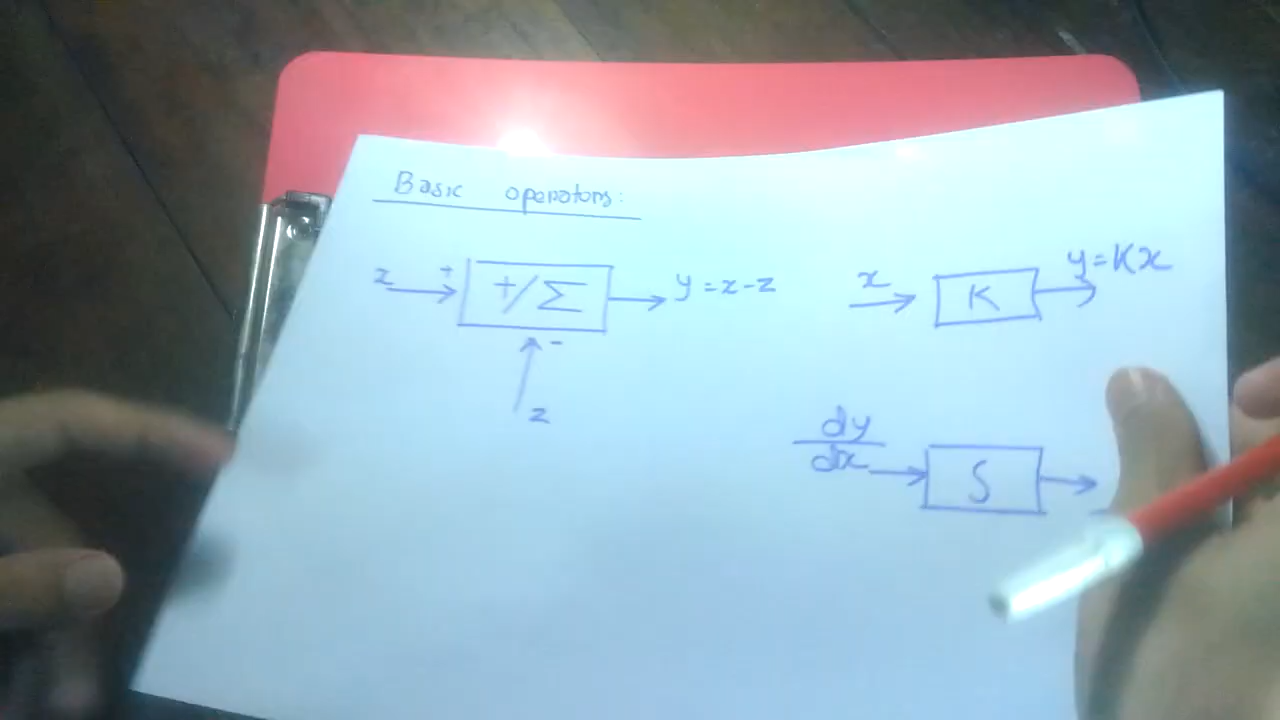 Basic operators:
x + +/Σ y = x - z
-
z
x K y = Kx
dy
dx ∫